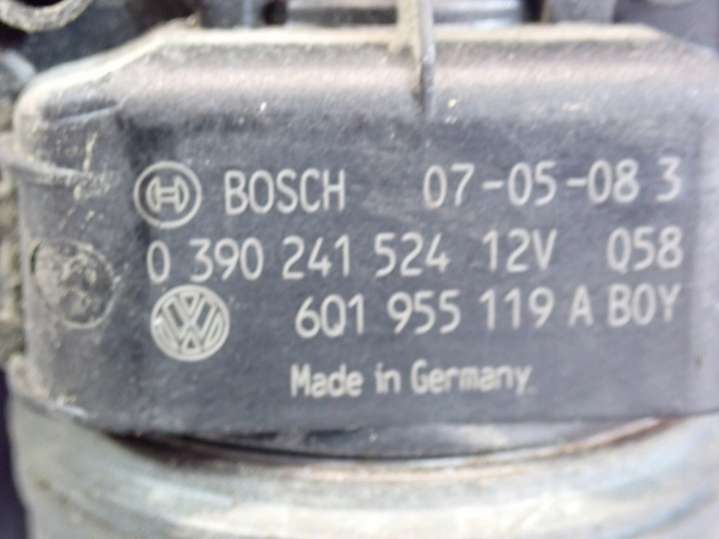 BOSCH 07-05-08 3
0 390 241 524 12V Q58
6Q1 955 119 A BOY
Made in Germany